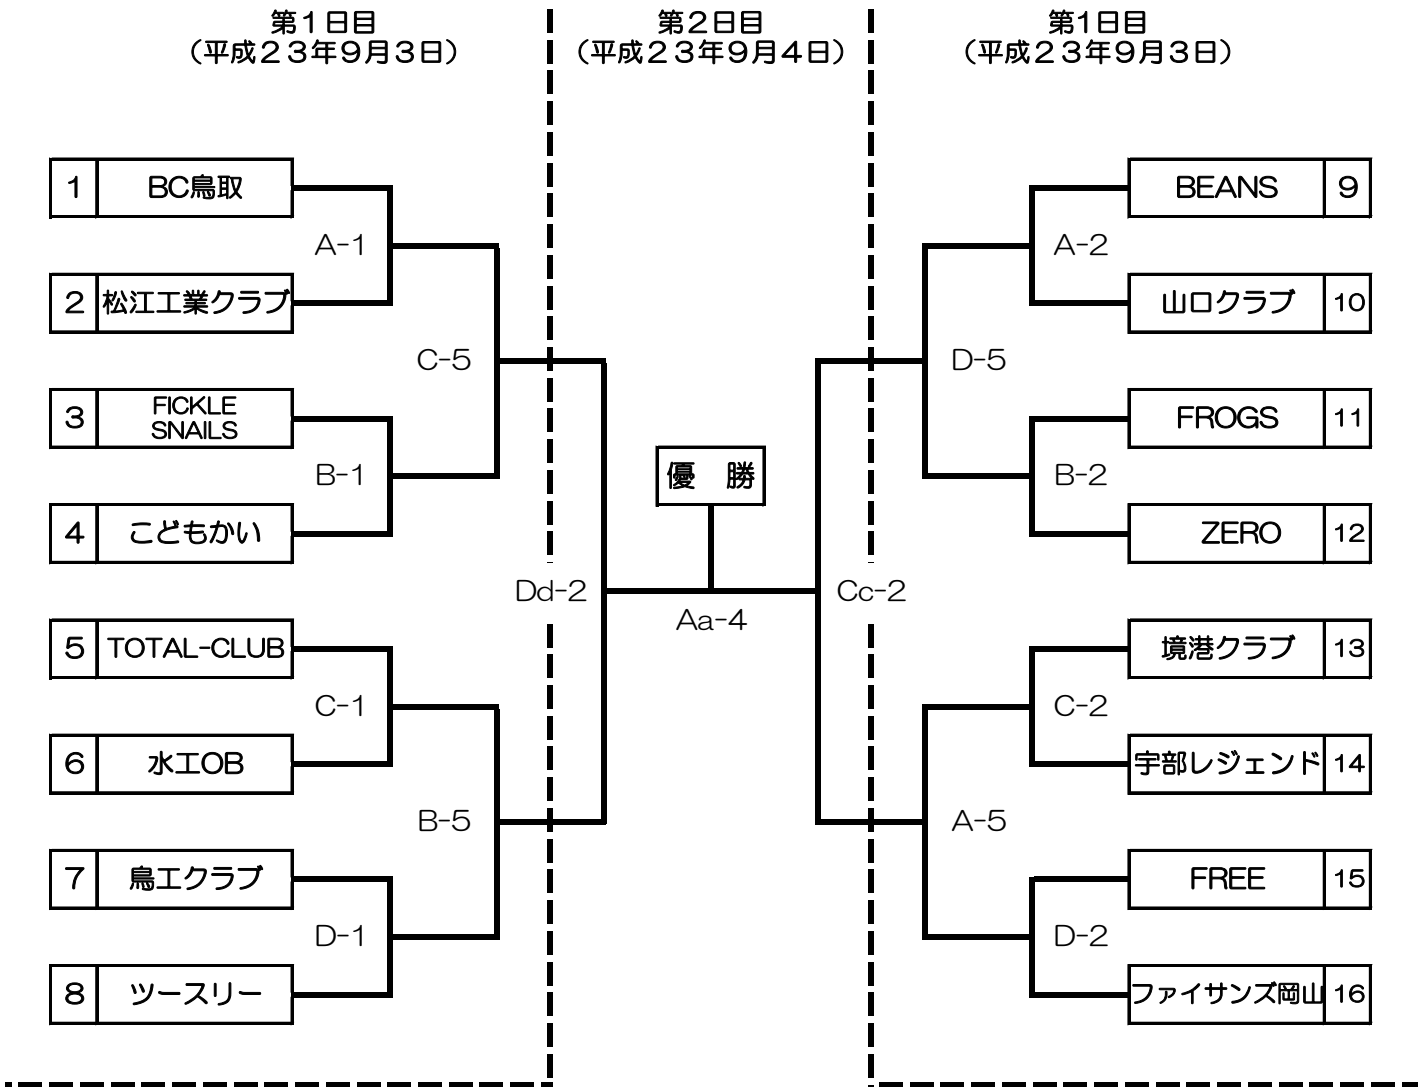 第1日目
（平成２３年９月３日）
第２日目
（平成２３年９月４日）
第1日目
（平成２３年９月３日）
1 BC鳥取
A-1
2 松江工業クラブ
C-5
3 FICKLE
SNAILS
B-1
4 こどもかい
Dd-2
5 TOTAL-CLUB
C-1
6 水工OB
B-5
7 鳥工クラブ
D-1
8 ツースリー
優　勝
Aa-4
BEANS 9
A-2
山口クラブ 10
D-5
FROGS 11
B-2
ZERO 12
Cc-2
境港クラブ 13
C-2
宇部レジェンド 14
A-5
FREE 15
D-2
ファイサンズ岡山 16